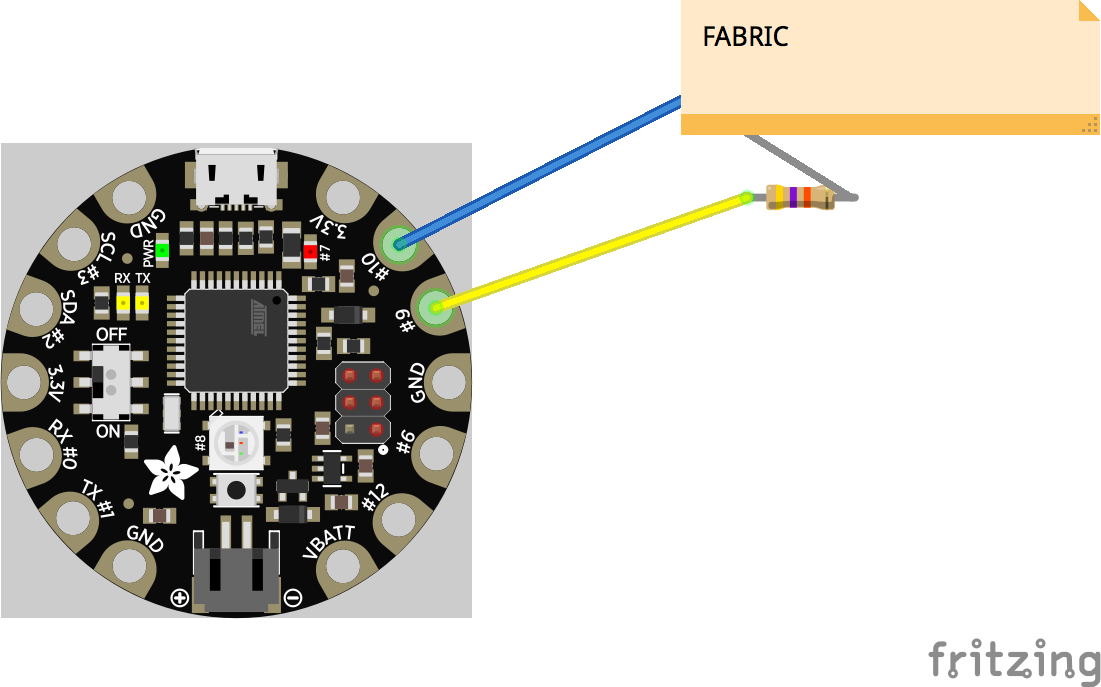 FABRIC
GND
3.3V
SCL
#3
PWR
#7
#10
RX TX
SDA
#2
ATMEL
#9
OFF
3.3V
GND
ON
#8
#6
RX #0
TX #1
#12
GND
VBATT
+
-
fritzing